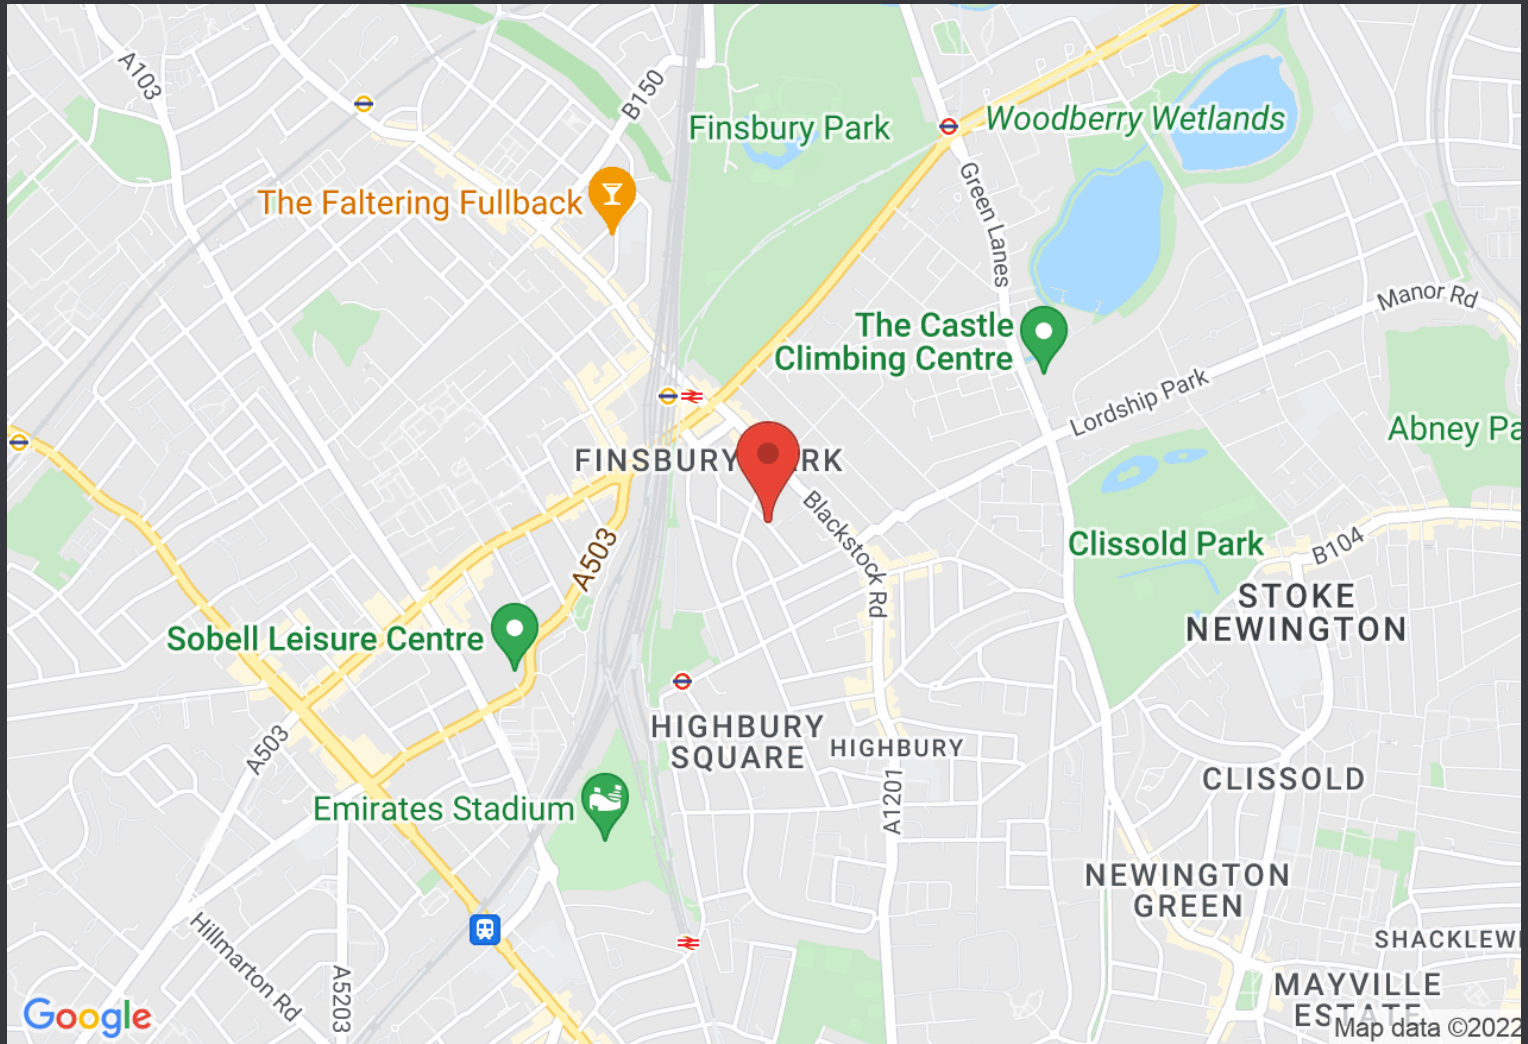 A103
B150
Finsbury Park
Woodberry Wetlands
The Faltering Fullback
Green Lanes
Manor Rd
The Castle
Climbing Centre
Lordship Park
Abney Pa
FINSBURY
RK
Blackstock Rd
A503
Clissold Park
B104
STOKE
NEWINGTON
Sobell Leisure Centre
A503
HIGHBURY
SQUARE
HIGHBURY
CLISSOLD
A1201
Emirates Stadium
NEWINGTON
GREEN
Hillmarton Rd
A5203
SHACKLEW
MAYVILLE
ESTATE
Google
Map data ©2022